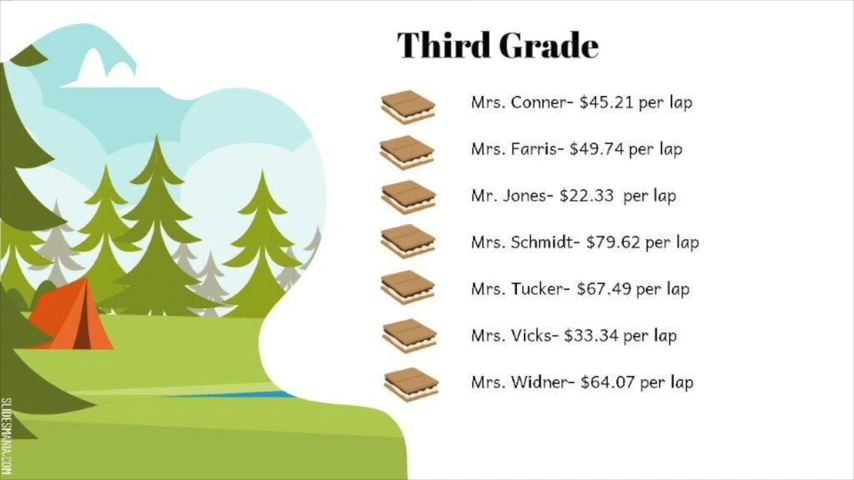 Third Grade
Mrs. Conner- $45.21 per lap
Mrs. Farris- $49.74 per lap
Mr. Jones- $22.33 per lap
Mrs. Schmidt- $79.62 per lap
Mrs. Tucker- $67.49 per lap
Mrs. Vicks- $33.34 per lap
Mrs. Widner- $64.07 per lap
SLIDESMANIA.COM